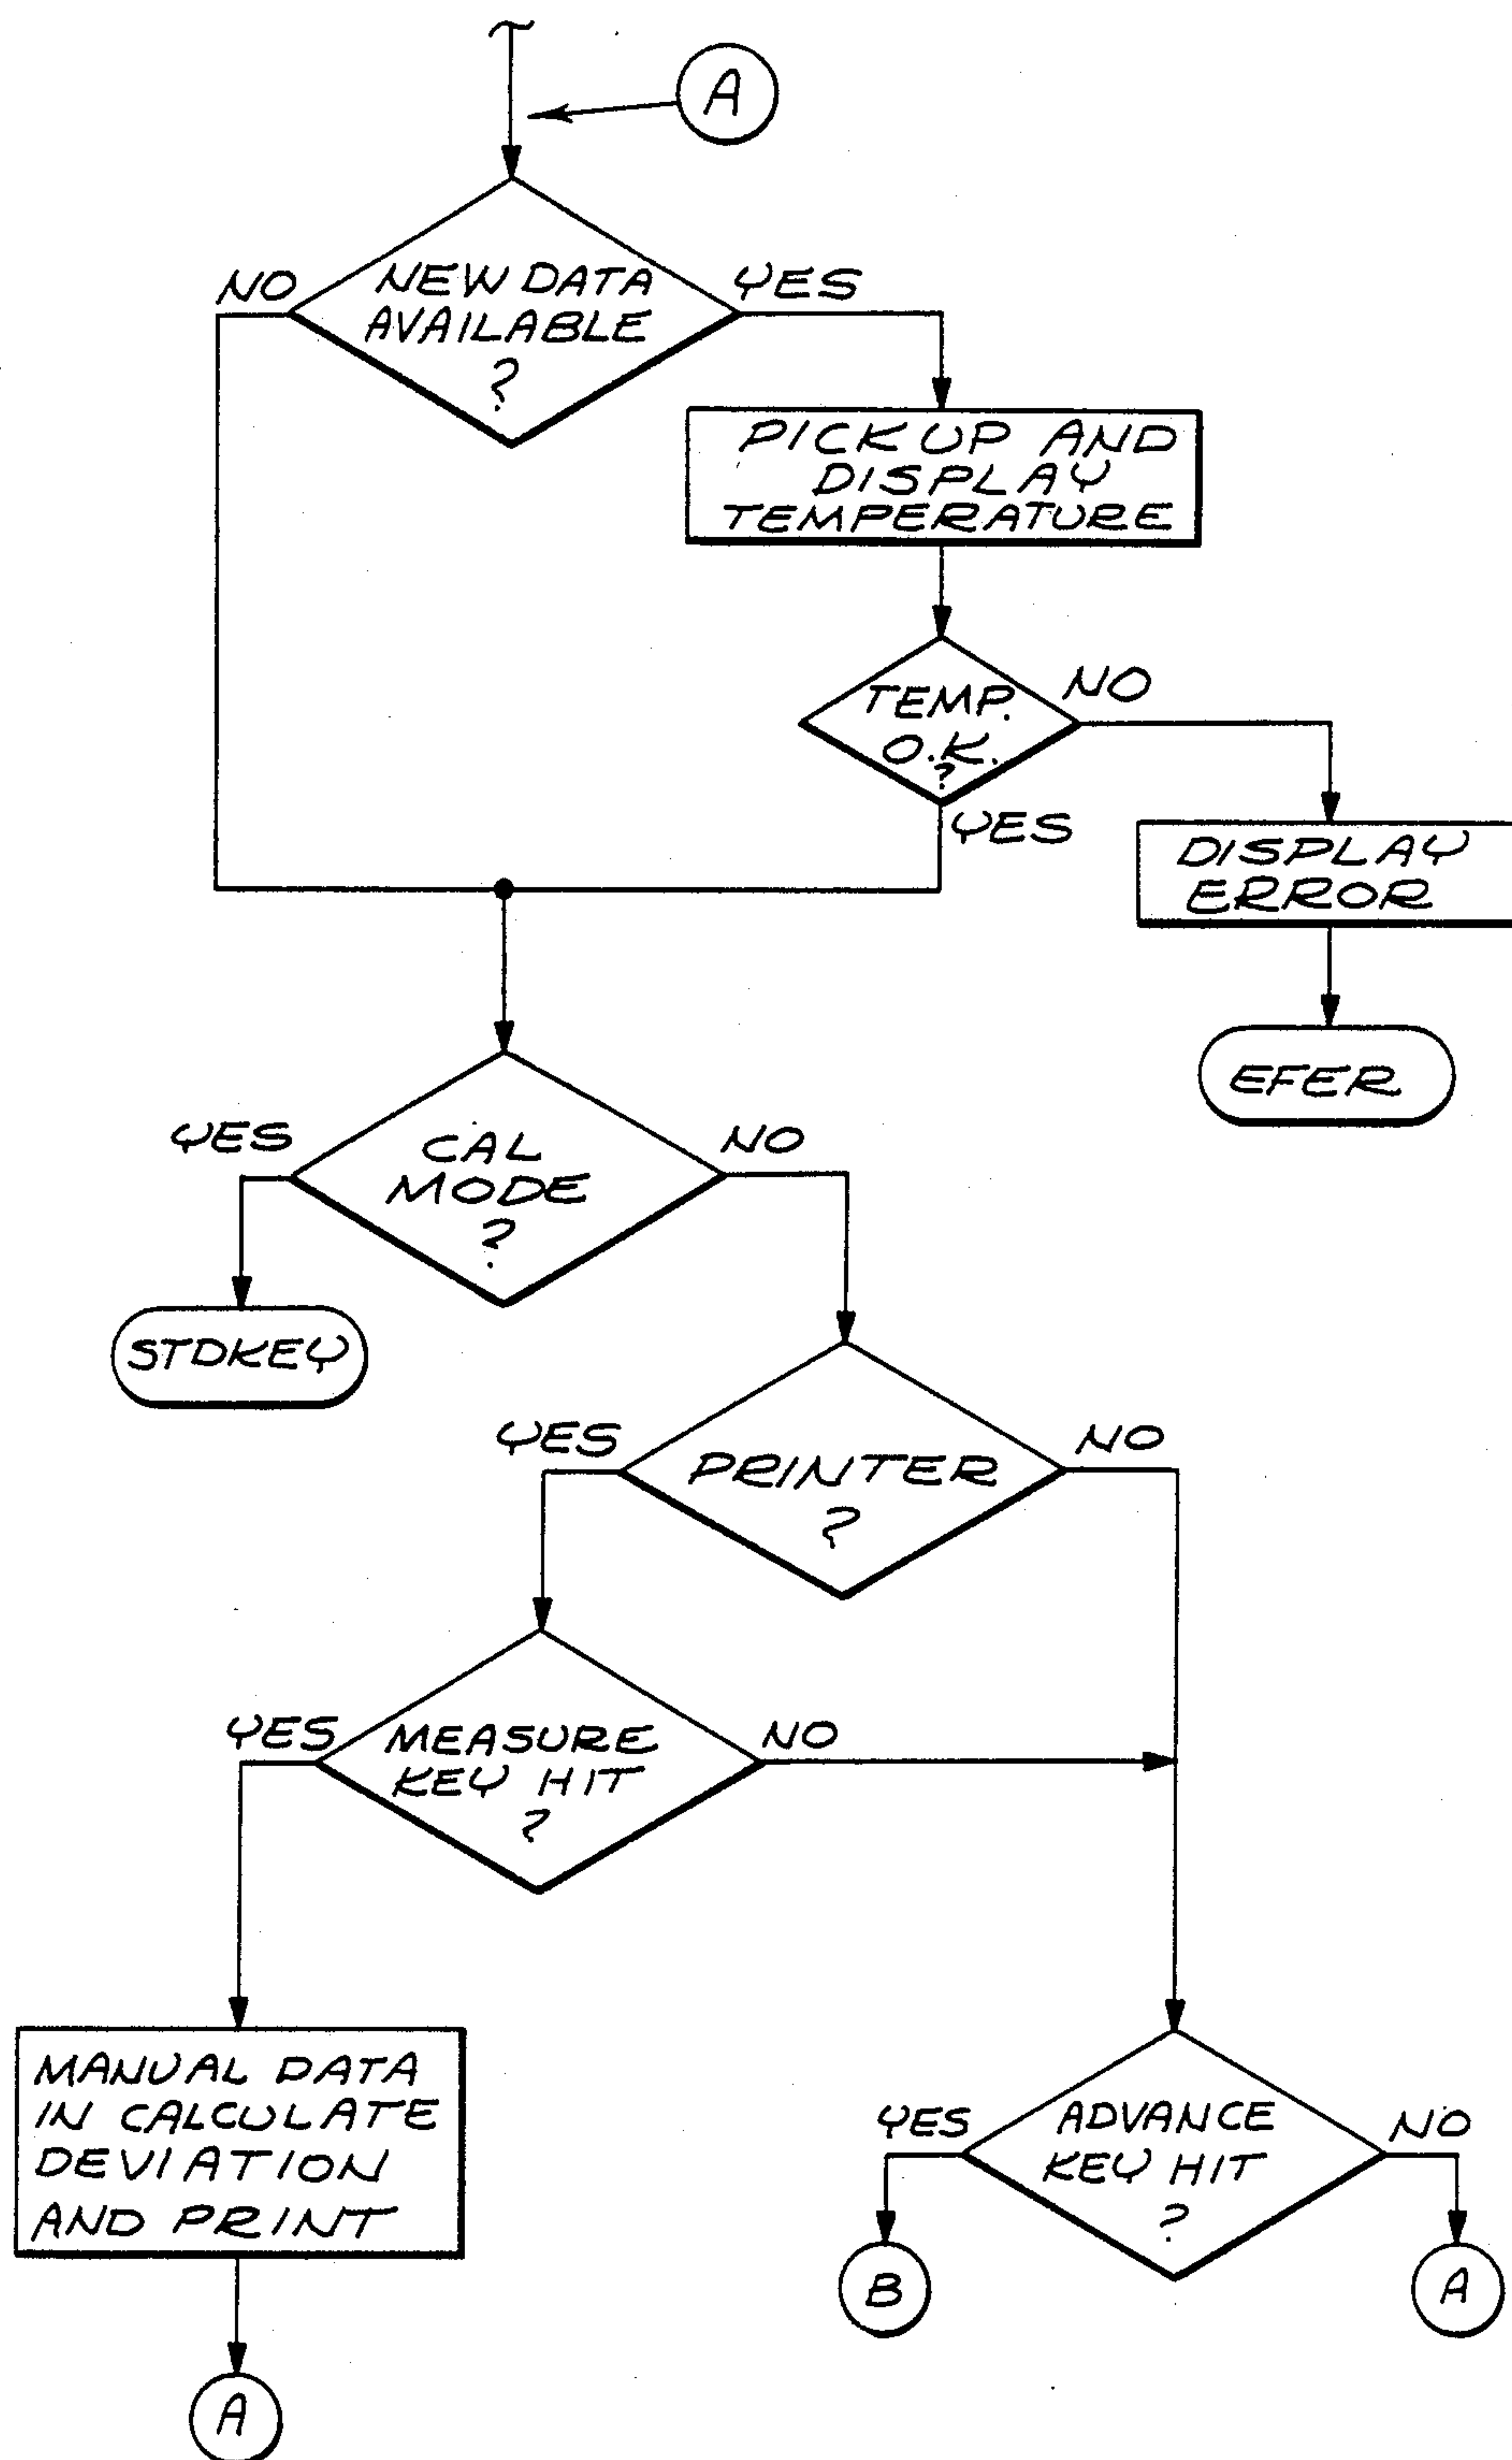 A
NO
NEW DATA
AVAILABLE
?
YES
PICK UP AND
DISPLAY
TEMPERATURE
TEMP.
O.K.
?
NO
YES
DISPLAY
ERROR
EFER
YES
CAL
MODE
?
NO
STDKEY
YES
PRINTER
?
NO
YES
MEASURE
KEY HIT
?
NO
MANUAL DATA
IN CALCULATE
DEVIATION
AND PRINT
YES
ADVANCE
KEY HIT
?
NO
B
A
A